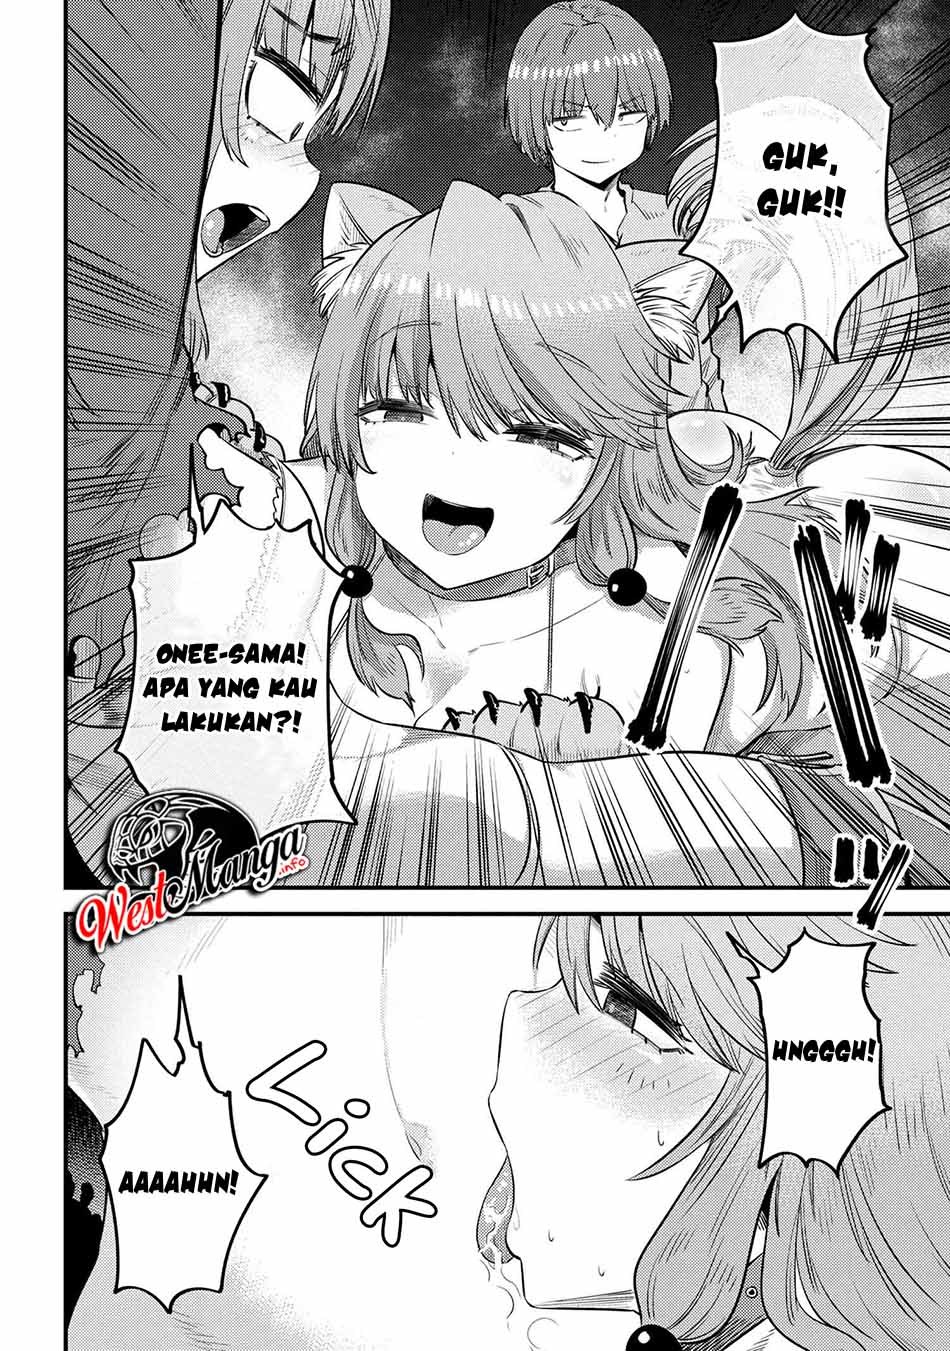 GUK,
GUK!!
ONEE-SAMA!
APA YANG KAU
LAKUKAN?!
WestManga
.info
HNGGGH!
Lick
AAAAHHN!